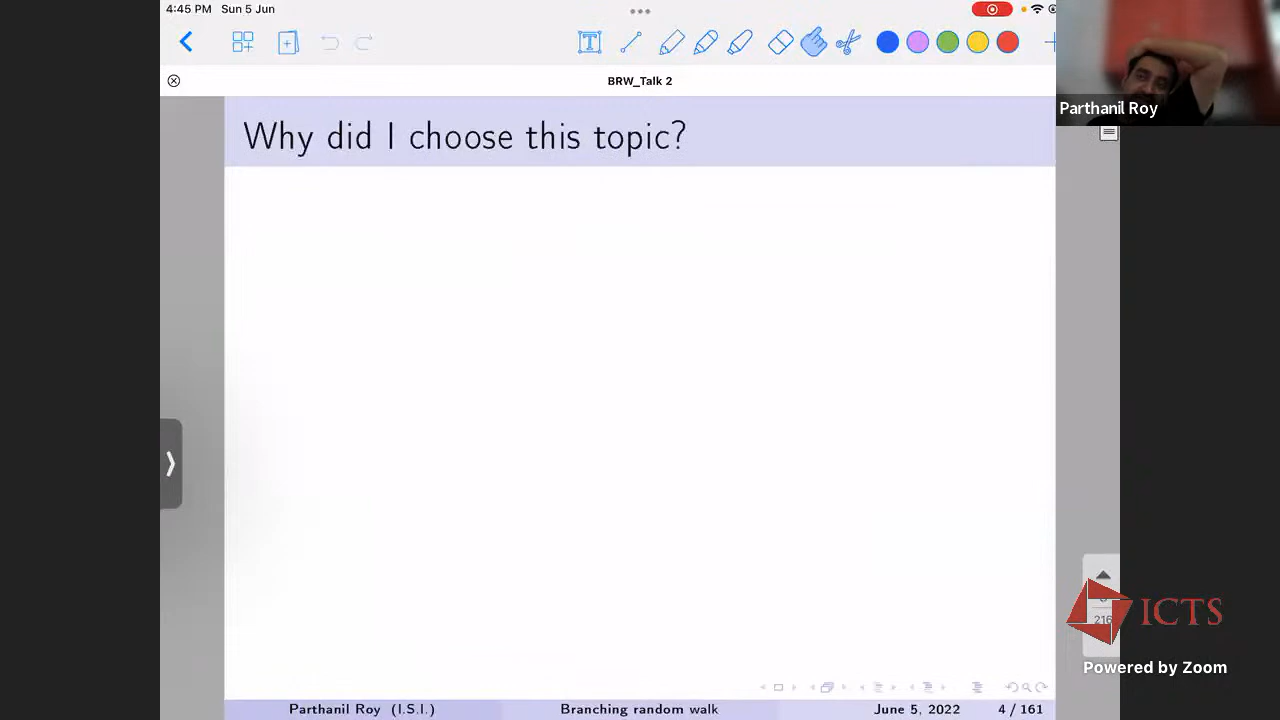 4:45 PM Sun 5 Jun
BRW_Talk 2
Parthanil Roy
Why did I choose this topic?
216
ICTS
Powered by Zoom
Parthanil Roy (I.S.I.) Branching random walk June 5, 2022 4 / 161